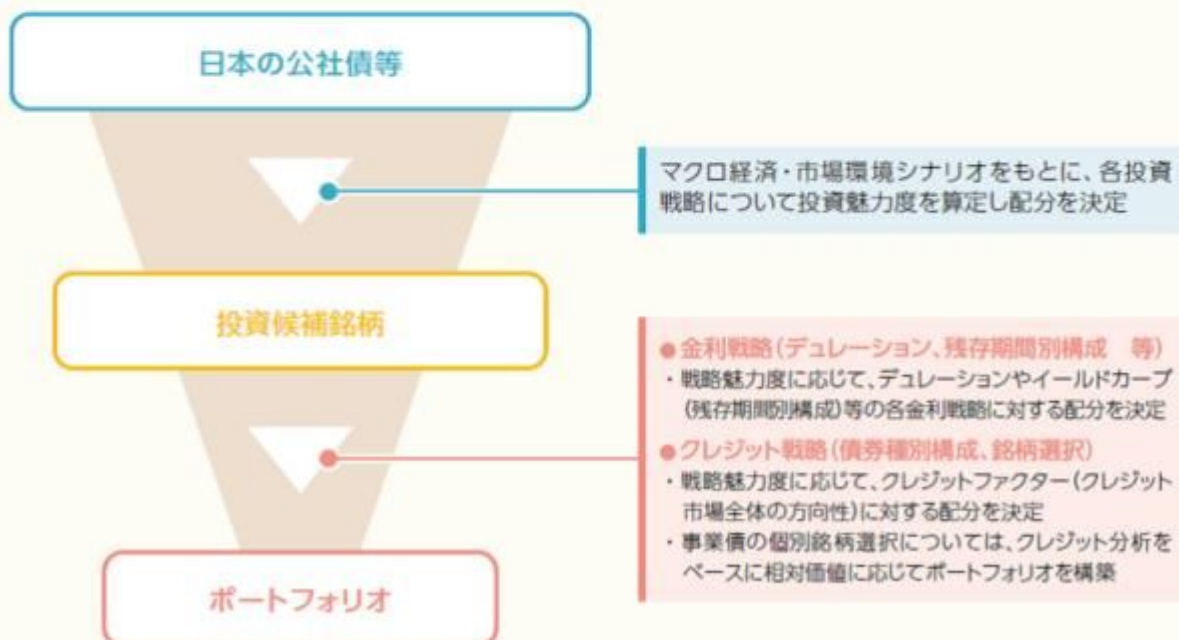 日本の公社債等
マクロ経済・市場環境シナリオをもとに、各投資
戦略について投資魅力度を算定し配分を決定
投資候補銘柄
●金利戦略(デュレーション、残存期間別構成　等)
・戦略魅力度に応じて、デュレーションやイールドカーブ
(残存期間別構成)等の各金利戦略に対する配分を決定
●クレジット戦略(債券種別構成、銘柄選択)
・戦略魅力度に応じて、クレジットファクター(クレジット
市場全体の方向性)に対する配分を決定
・事業債の個別銘柄選択については、クレジット分析を
ベースに相対価値に応じてポートフォリオを構築
ポートフォリオ